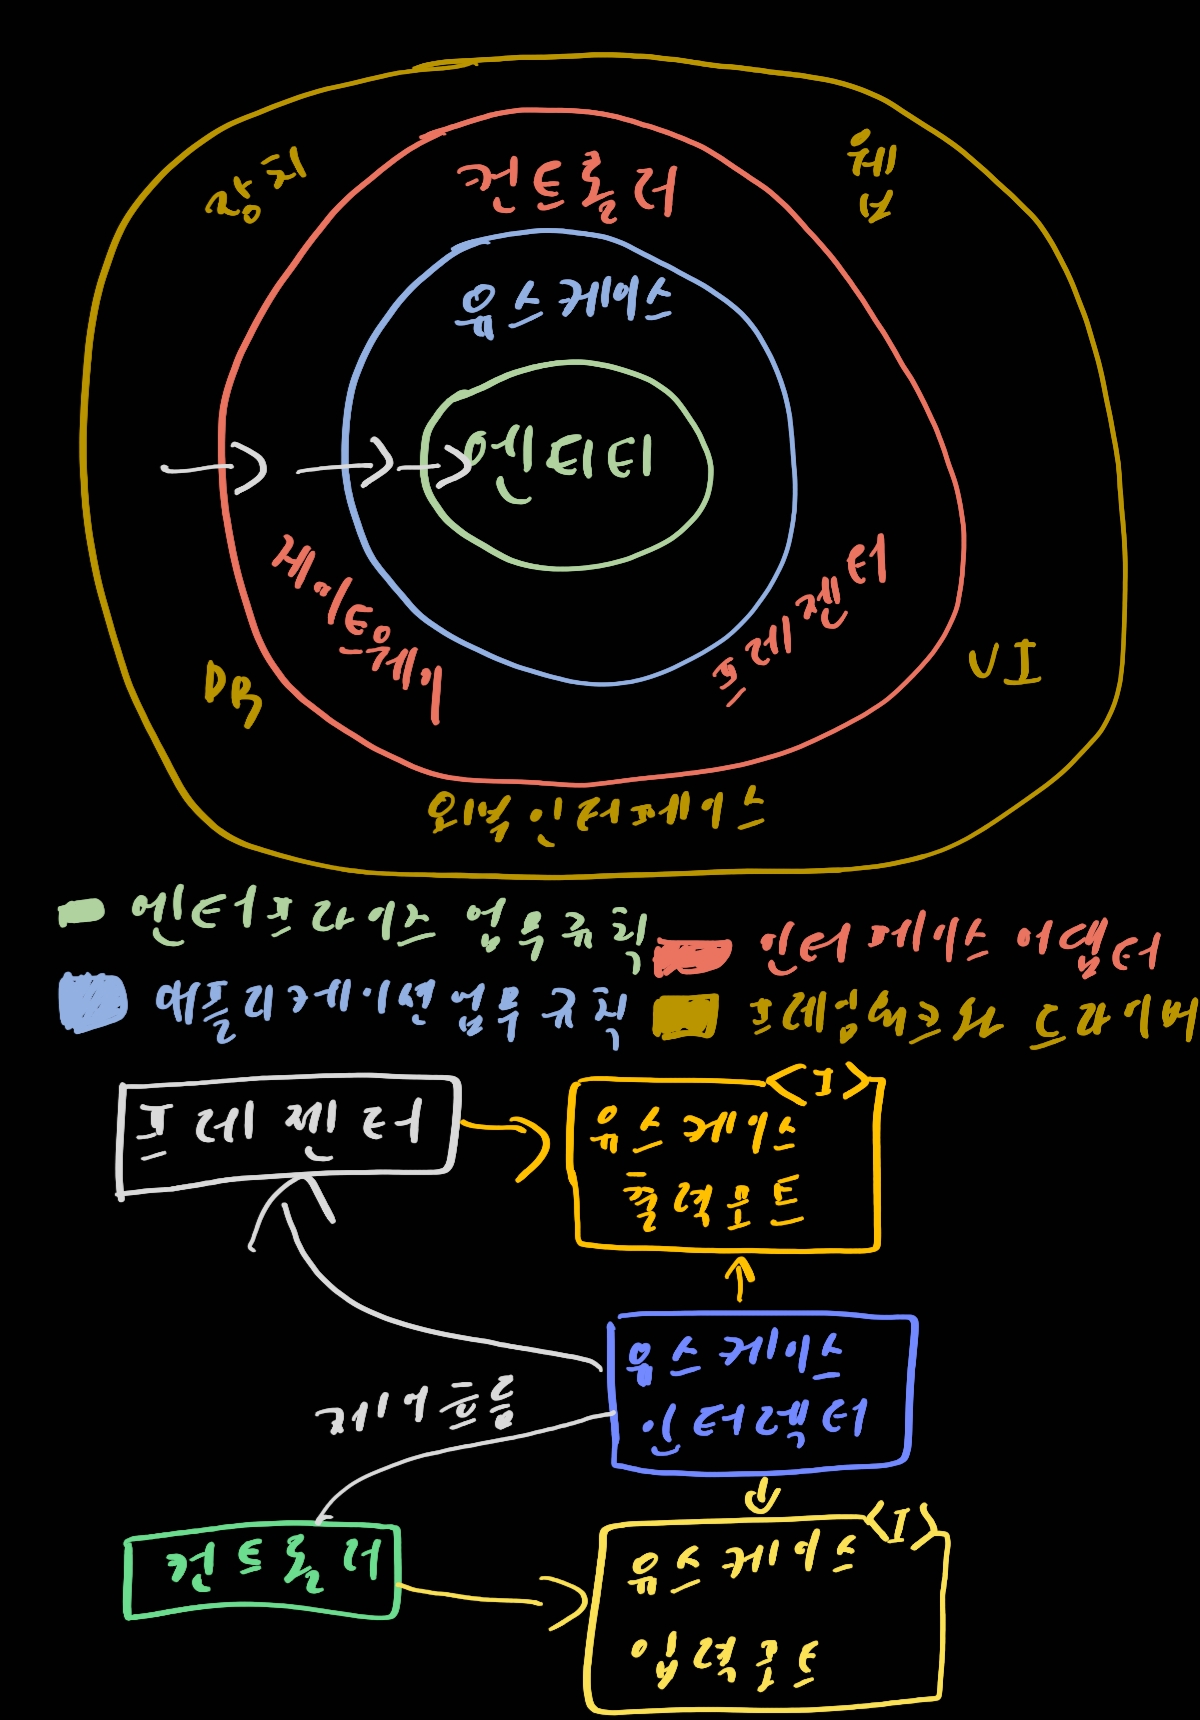 장치
웹
컨트롤러
유스케이스
엔티티
게이트웨이
프레젠터
DB
UI
외부 인터페이스
엔터프라이즈 업무규칙
인터페이스 어댑터
애플리케이션 업무 규칙
프레임워크와 드라이버
프레젠터
<I>
유스케이스
출력포트
유스케이스
인터렉터
제어흐름
컨트롤러
<I>
유스케이스
입력포트